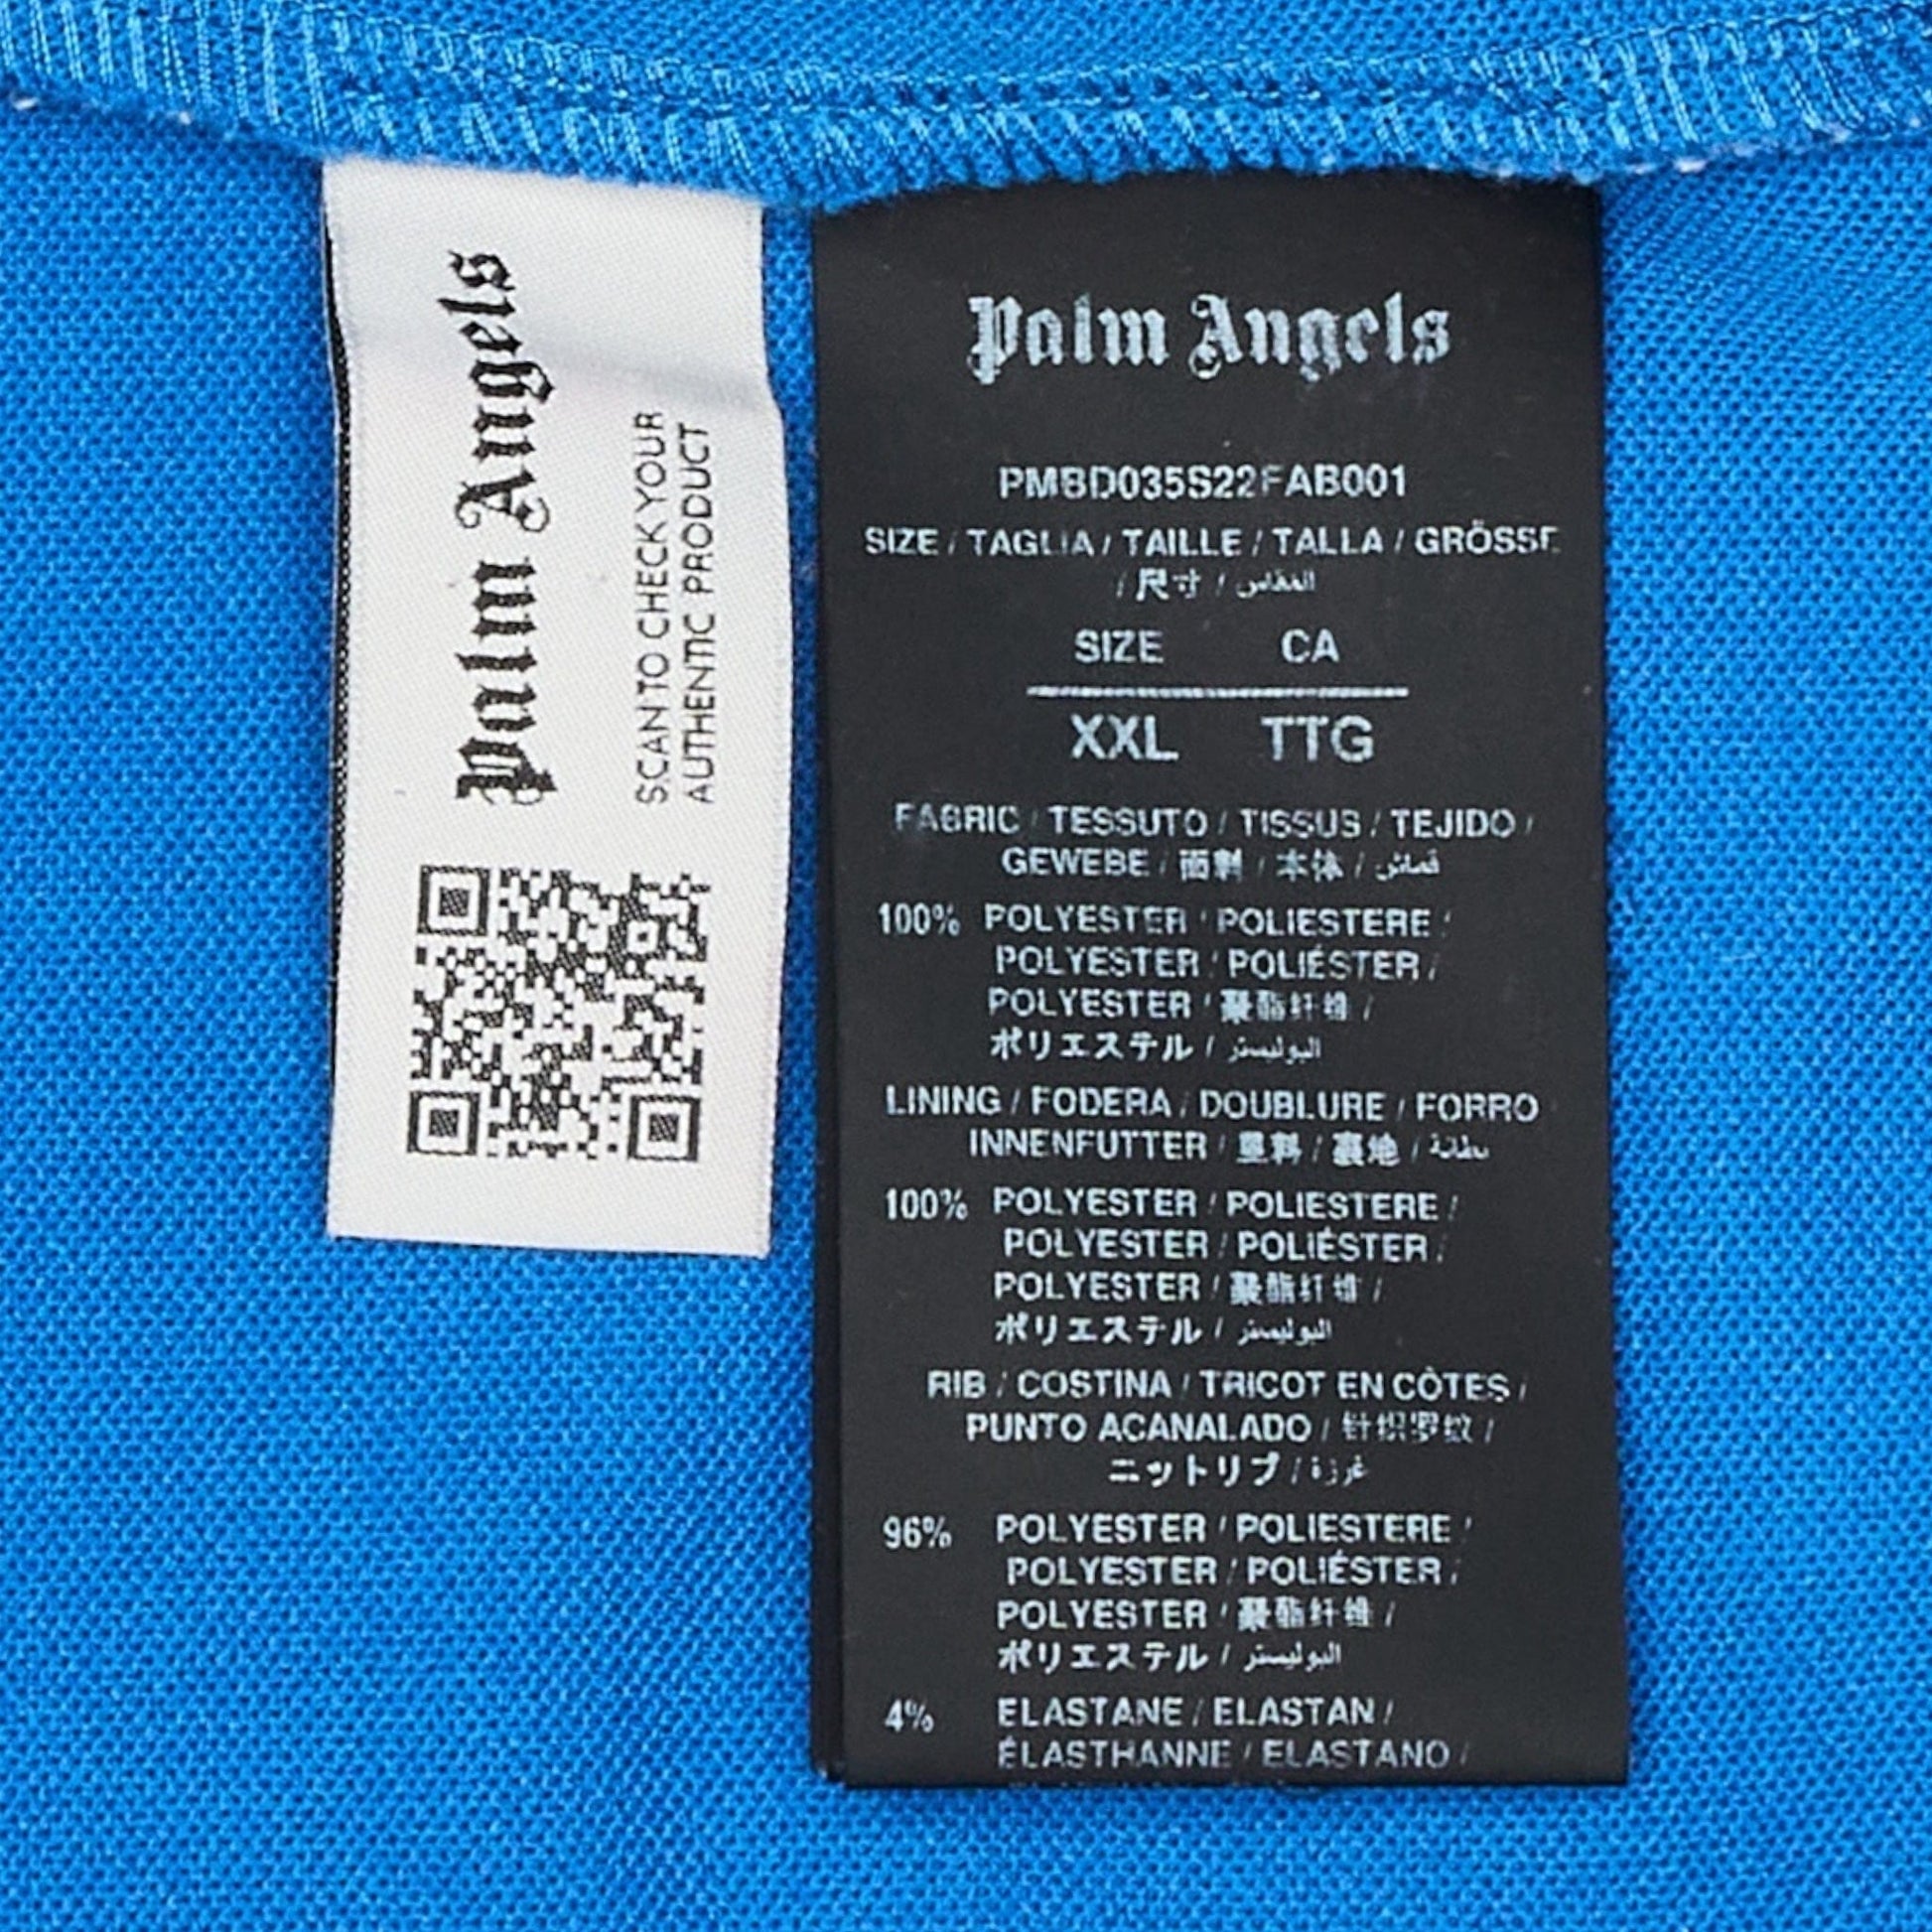 Palm Angels
SCAN TO CHECK YOUR
AUTHENTIC PRODUCT
Palm Angels
PMBD035S22FAB001
SIZE / TAGLIA / TAILLE / TALLA / GRÖSSE
/ 尺寸 / المقاس
SIZE CA
XXL TTG
FABRIC / TESSUTO / TISSUS / TEJIDO /
GEWEBE / 面料 / 本体 / قماش
100% POLYESTER / POLIESTERE /
POLYESTER / POLIÉSTER /
POLYESTER / 聚酯纤维 /
ポリエステル / البوليستر
LINING / FODERA / DOUBLURE / FORRO
INNENFUTTER / 里料 / 裏地 / بطانة
100% POLYESTER / POLIESTERE /
POLYESTER / POLIÉSTER /
POLYESTER / 聚酯纤维 /
ポリエステル / البوليستر
RIB / COSTINA / TRICOT EN CÔTES /
PUNTO ACANALADO / 针织罗纹 /
ニットリブ / غرزة
96% POLYESTER / POLIESTERE /
POLYESTER / POLIÉSTER /
POLYESTER / 聚酯纤维 /
ポリエステル / البوليستر
4% ELASTANE / ELASTAN /
ÉLASTHANNE / ELASTANO /